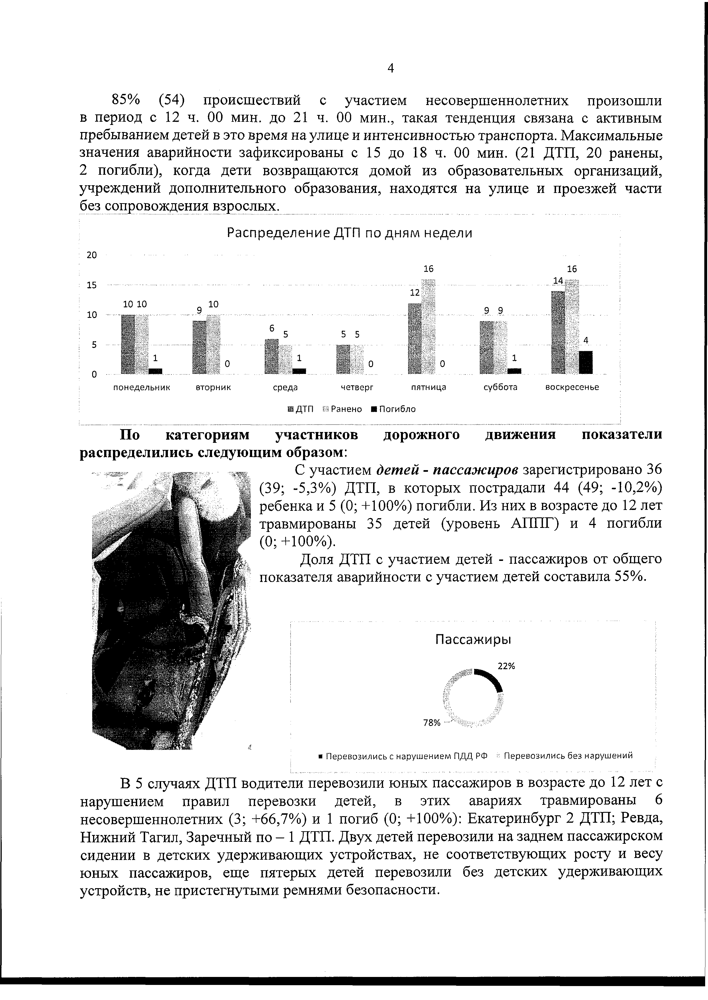 4
85% (54) происшествий с участием несовершеннолетних произошли
в период с 12 ч. 00 мин. до 21 ч. 00 мин., такая тенденция связана с активным
пребыванием детей в это время на улице и интенсивностью транспорта. Максимальные
значения аварийности зафиксированы с 15 до 18 ч. 00 мин. (21 ДТП, 20 ранены,
2 погибли), когда дети возвращаются домой из образовательных организаций,
учреждений дополнительного образования, находятся на улице и проезжей части
без сопровождения взрослых.
Распределение ДТП по дням недели
20
15
10
5
0
10 10 1
9 10 0
6 5 1
5 5 0
12 16 0
9 9 1
14 16 4
понедельник вторник среда четверг пятница суббота воскресенье
ДТП Ранено Погибло
По категориям участников дорожного движения показатели
распределились следующим образом:
С участием детей - пассажиров зарегистрировано 36
(39; -5,3%) ДТП, в которых пострадали 44 (49; -10,2%)
ребенка и 5 (0; +100%) погибли. Из них в возрасте до 12 лет
травмированы 35 детей (уровень АППГ) и 4 погибли
(0; +100%).
Доля ДТП с участием детей - пассажиров от общего
показателя аварийности с участием детей составила 55%.
Пассажиры
22%
78%
Перевозились с нарушением ПДД РФ Перевозились без нарушений
В 5 случаях ДТП водители перевозили юных пассажиров в возрасте до 12 лет с
нарушением правил перевозки детей, в этих авариях травмированы 6
несовершеннолетних (3; +66,7%) и 1 погиб (0; +100%): Екатеринбург 2 ДТП; Ревда,
Нижний Тагил, Заречный по – 1 ДТП. Двух детей перевозили на заднем пассажирском
сидении в детских удерживающих устройствах, не соответствующих росту и весу
юных пассажиров, еще пятерых детей перевозили без детских удерживающих
устройств, не пристегнутыми ремнями безопасности.